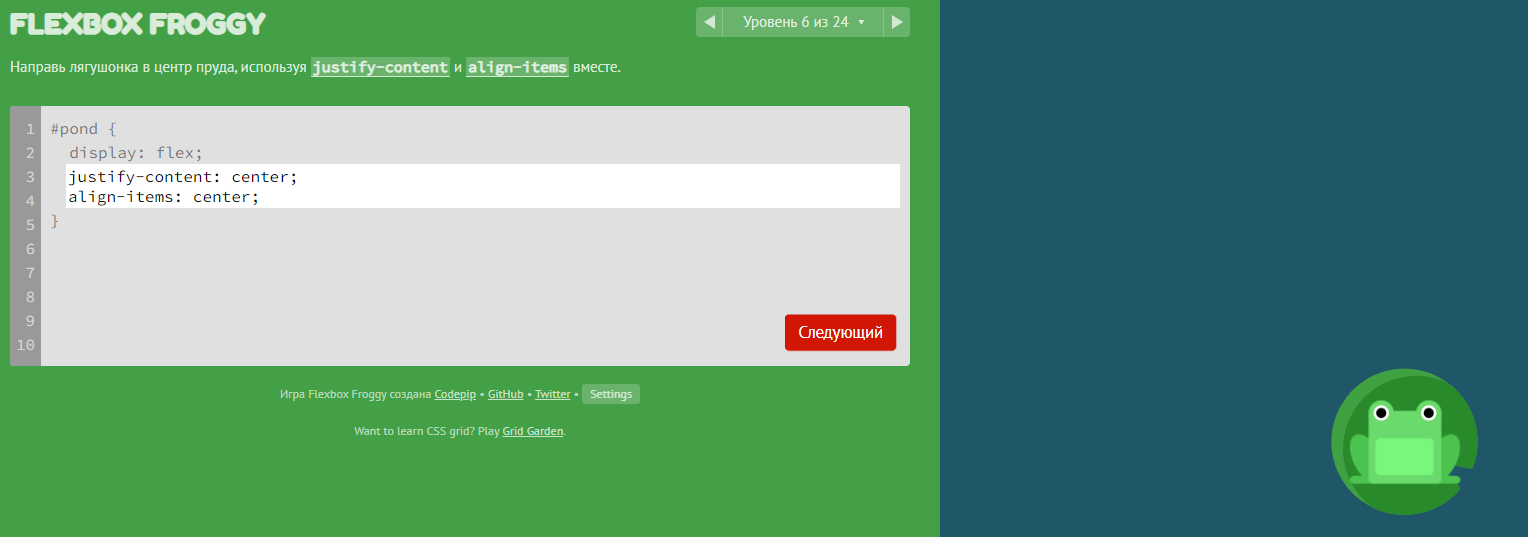 FLEXBOX FROGGY
Уровень 6 из 24
Направь лягушонка в центр пруда, используя justify-content и align-items вместе.
1 #pond {
2 display: flex;
3 justify-content: center;
4 align-items: center;
5 }
6
7
8
9
10
Следующий
Игра Flexbox Froggy создана Codepip • GitHub • Twitter • Settings
Want to learn CSS grid? Play Grid Garden.